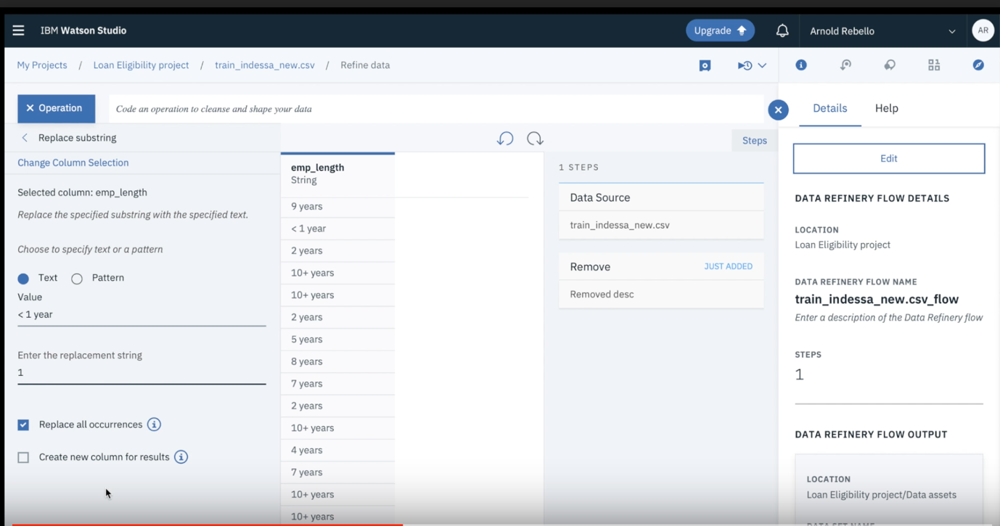 IBM Watson Studio
Upgrade
Arnold Rebello
AR
My Projects / Loan Eligibility project / train_indessa_new.csv / Refine data
Operation
Code an operation to cleanse and shape your data
Replace substring
Change Column Selection
Selected column: emp_length
Replace the specified substring with the specified text.
Choose to specify text or a pattern
Text
Pattern
Value
< 1 year
Enter the replacement string
1
Replace all occurrences
Create new column for results
emp_length
String
9 years
< 1 year
2 years
10+ years
10+ years
2 years
5 years
8 years
7 years
2 years
10+ years
4 years
7 years
10+ years
10+ years
Steps
1 STEPS
Data Source
train_indessa_new.csv
Remove
JUST ADDED
Removed desc
Details
Help
Edit
DATA REFINERY FLOW DETAILS
LOCATION
Loan Eligibility project
DATA REFINERY FLOW NAME
train_indessa_new.csv_flow
Enter a description of the Data Refinery flow
STEPS
1
DATA REFINERY FLOW OUTPUT
LOCATION
Loan Eligibility project/Data assets
DATA SET NAME